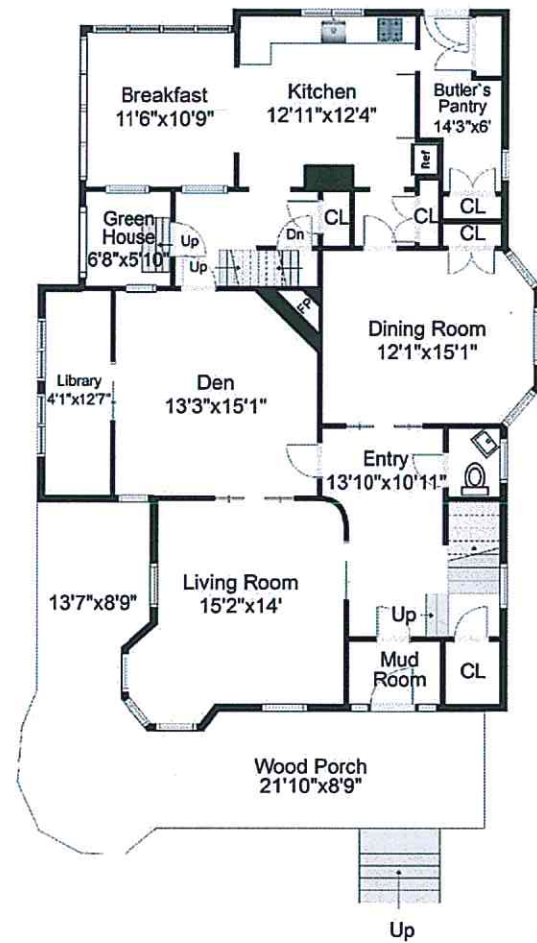 Breakfast
11'6"x10'9"
Kitchen
12'11"x12'4"
Butler`s
Pantry
14'3"x6'
Ref
CL
CL
CL
CL
Green
House
6'8"x5'10"
Up
Up
Dn
FP
Dining Room
12'1"x15'1"
Library
4'1"x12'7"
Den
13'3"x15'1"
Entry
13'10"x10'11"
13'7"x8'9"
Living Room
15'2"x14'
Up
Mud
Room
CL
Wood Porch
21'10"x8'9"
Up